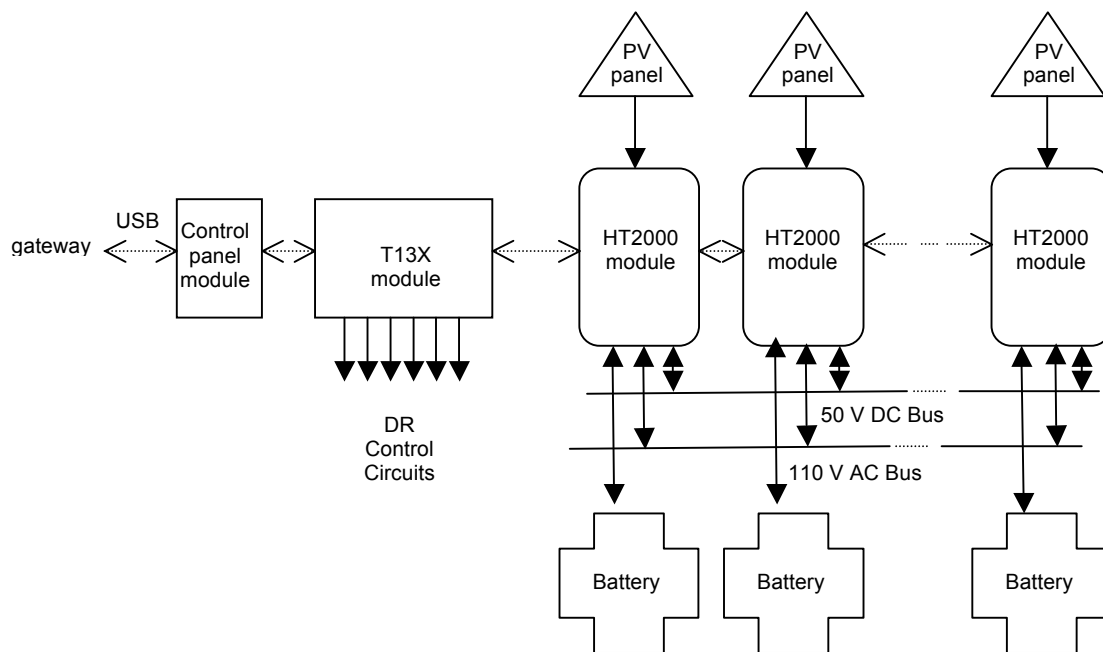 PV
panel
PV
panel
PV
panel
USB
gateway
Control
panel
module
T13X
module
HT2000
module
HT2000
module
HT2000
module
DR
Control
Circuits
50 V DC Bus
110 V AC Bus
Battery
Battery
Battery